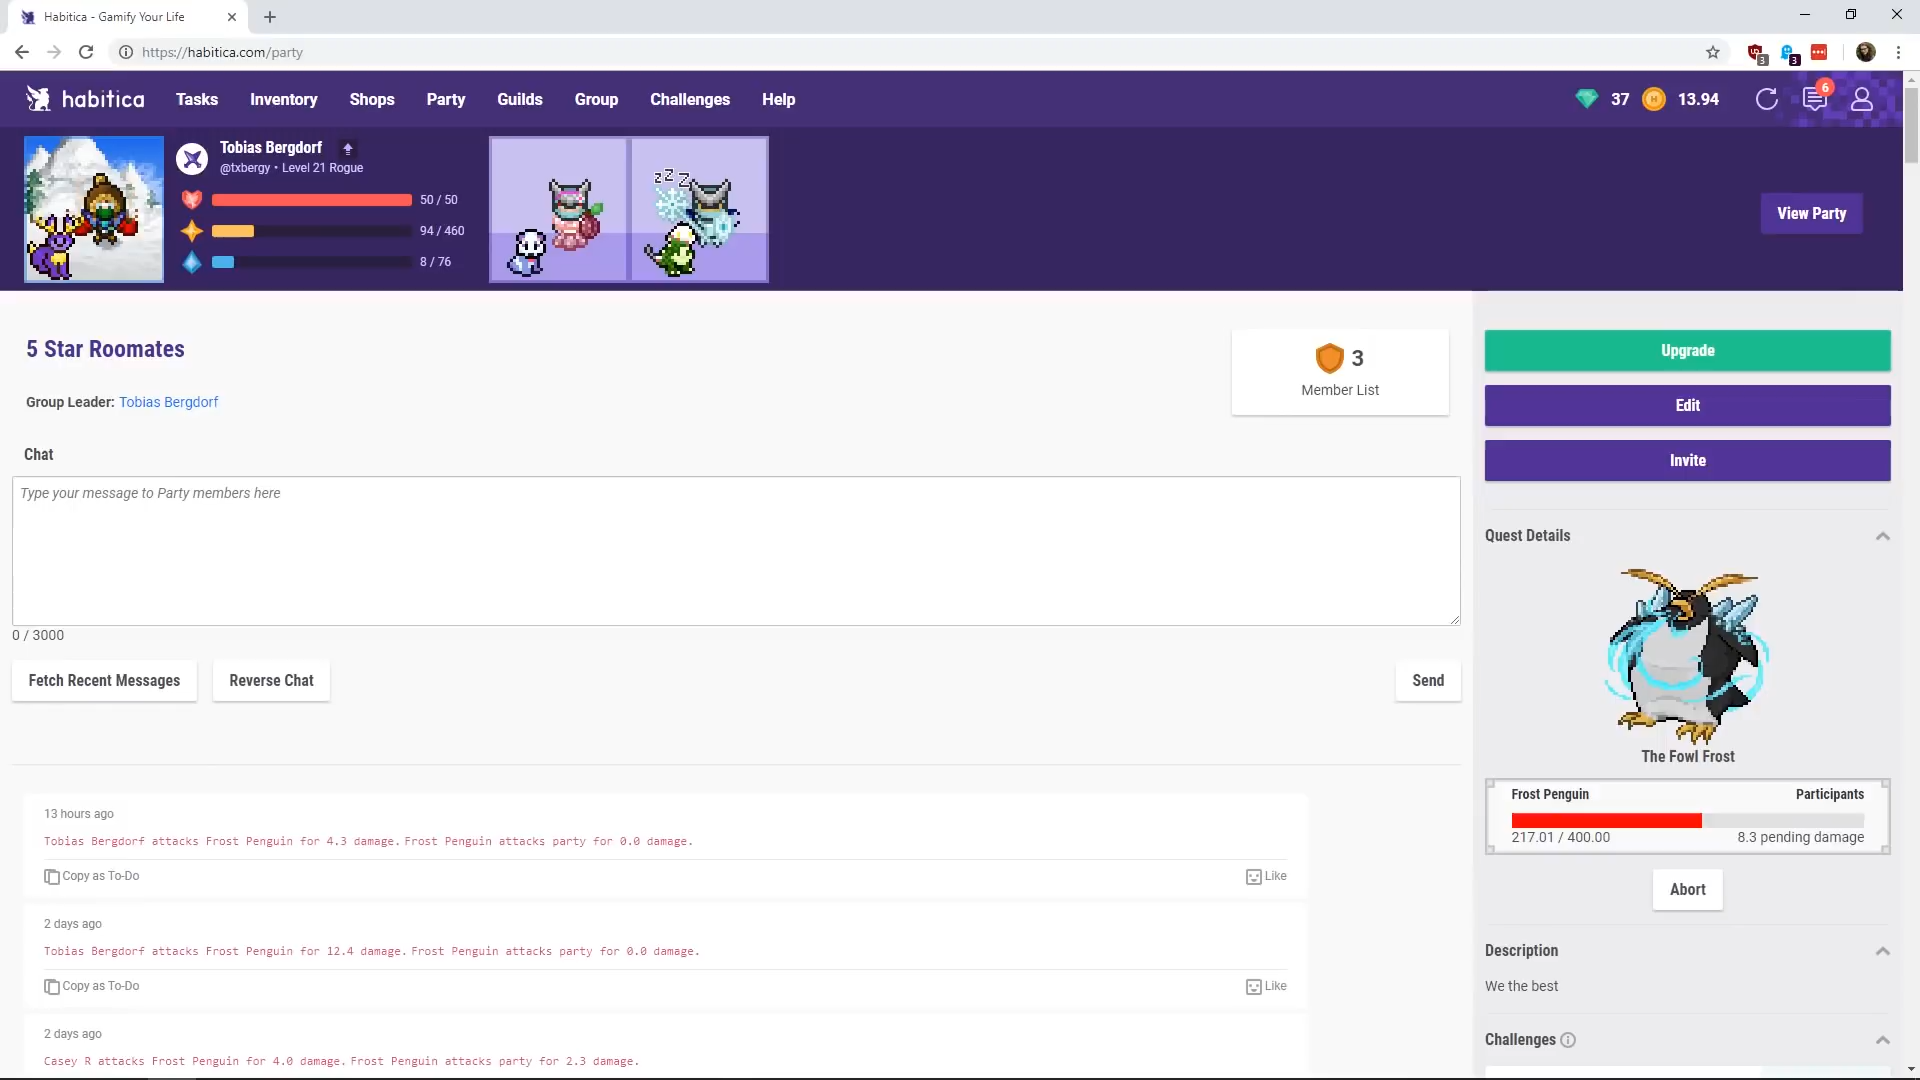 Habitica - Gamify Your Life
https://habitica.com/party
3
3
habitica
Tasks
Inventory
Shops
Party
Guilds
Group
Challenges
Help
37
13.94
6
Tobias Bergdorf
@txbergy • Level 21 Rogue
50 / 50
94 / 460
8 / 76
zZZ
View Party
5 Star Roomates
3
Member List
Group Leader: Tobias Bergdorf
Chat
Type your message to Party members here
0 / 3000
Fetch Recent Messages
Reverse Chat
Send
13 hours ago
Tobias Bergdorf attacks Frost Penguin for 4.3 damage. Frost Penguin attacks party for 0.0 damage.
Copy as To-Do
Like
2 days ago
Tobias Bergdorf attacks Frost Penguin for 12.4 damage. Frost Penguin attacks party for 0.0 damage.
Copy as To-Do
Like
2 days ago
Casey R attacks Frost Penguin for 4.0 damage. Frost Penguin attacks party for 2.3 damage.
Upgrade
Edit
Invite
Quest Details
The Fowl Frost
Frost Penguin
Participants
217.01 / 400.00
8.3 pending damage
Abort
Description
We the best
Challenges